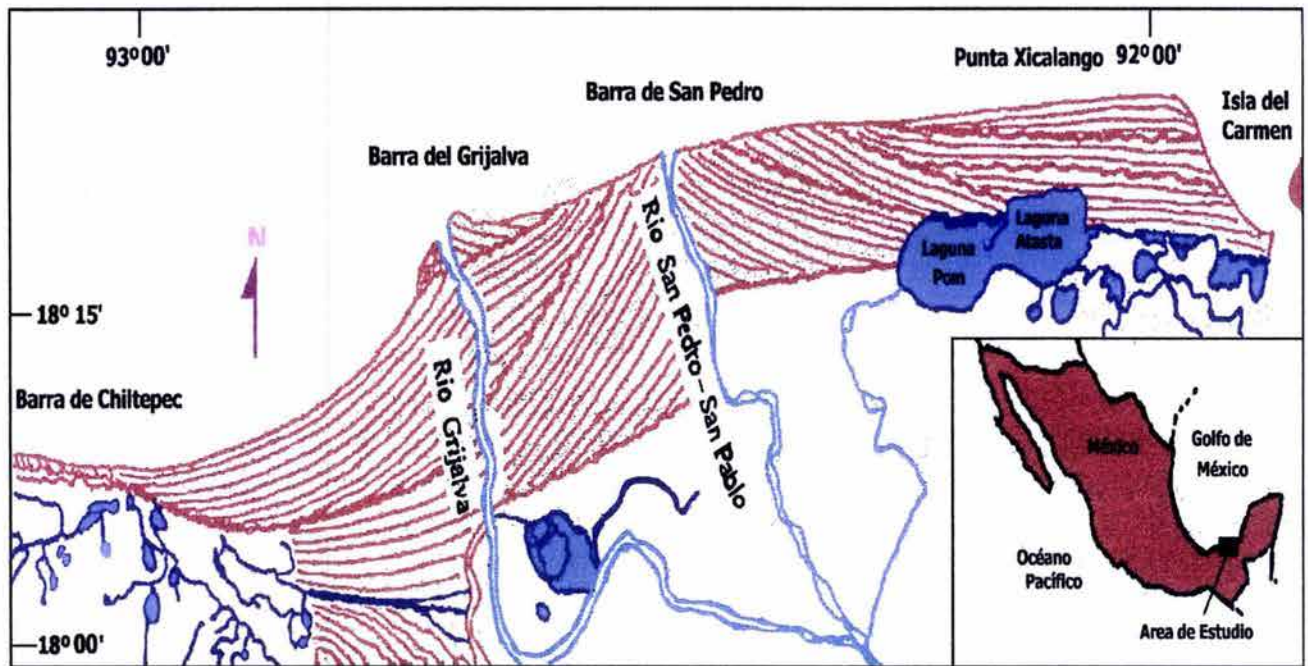 93º00'
Punta Xicalango 92º00'
Barra de San Pedro
Isla del
Carmen
Barra del Grijalva
N
Rio San Pedro – San Pablo
Laguna
Atasta
Laguna
Pom
18º 15'
Rio Grijalva
Barra de Chiltepec
México
Golfo de
México
Océano
Pacífico
Area de Estudio
18º 00'